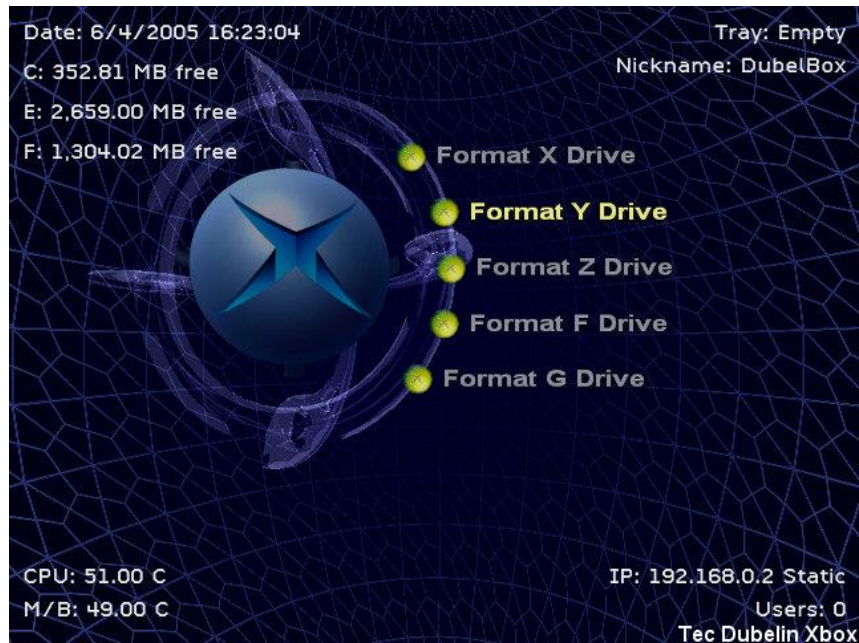 Date: 6/4/2005 16:23:04
Tray: Empty
C: 352.81 MB free
Nickname: DubelBox
E: 2,659.00 MB free
F: 1,304.02 MB free
Format X Drive
Format Y Drive
Format Z Drive
Format F Drive
Format G Drive
CPU: 51.00 C
IP: 192.168.0.2 Static
M/B: 49.00 C
Users: 0
Tec Dubelin Xbox